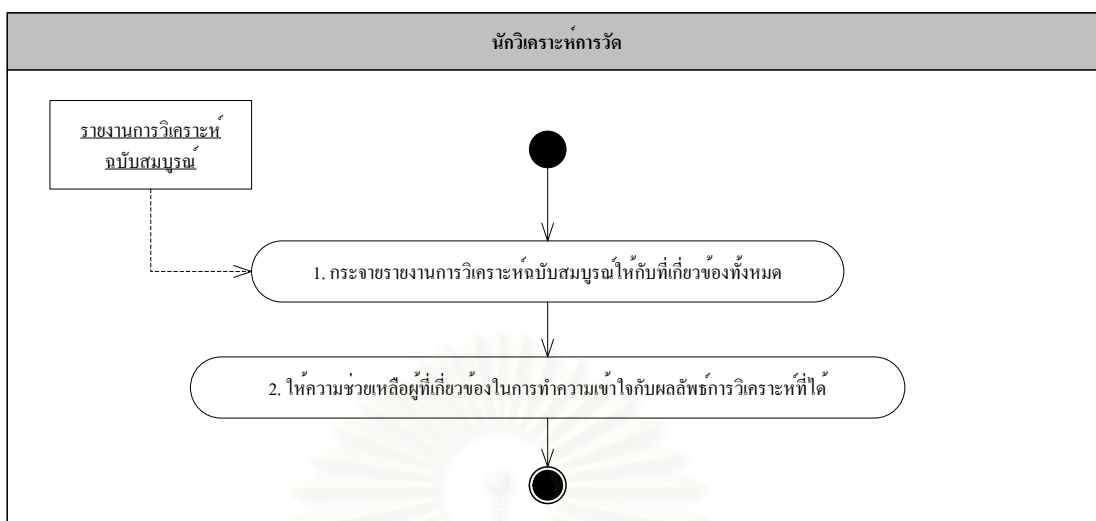 นักวิเคราะห์การวัด
รายงานการวิเคราะห์
ฉบับสมบูรณ์
1. กระจายรายงานการวิเคราะห์ฉบับสมบูรณ์ให้กับที่เกี่ยวข้องทั้งหมด
2. ให้ความช่วยเหลือผู้ที่เกี่ยวข้องในการทำความเข้าใจกับผลลัพธ์การวิเคราะห์ที่ได้